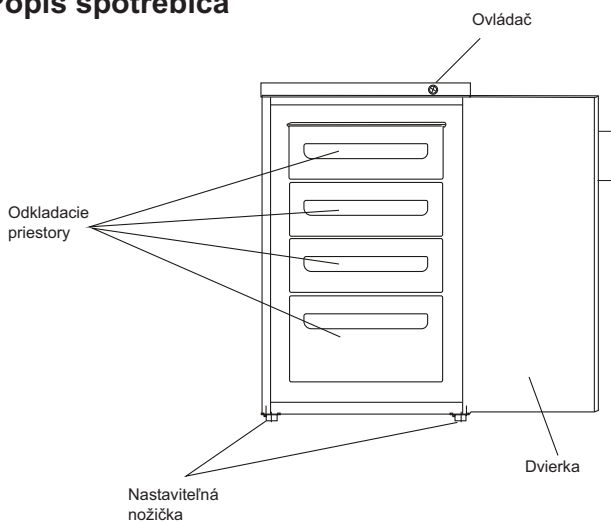 Popis spotrebiča
Ovládač
Odkladacie
priestory
Dvierka
Nastaviteľná
nožička